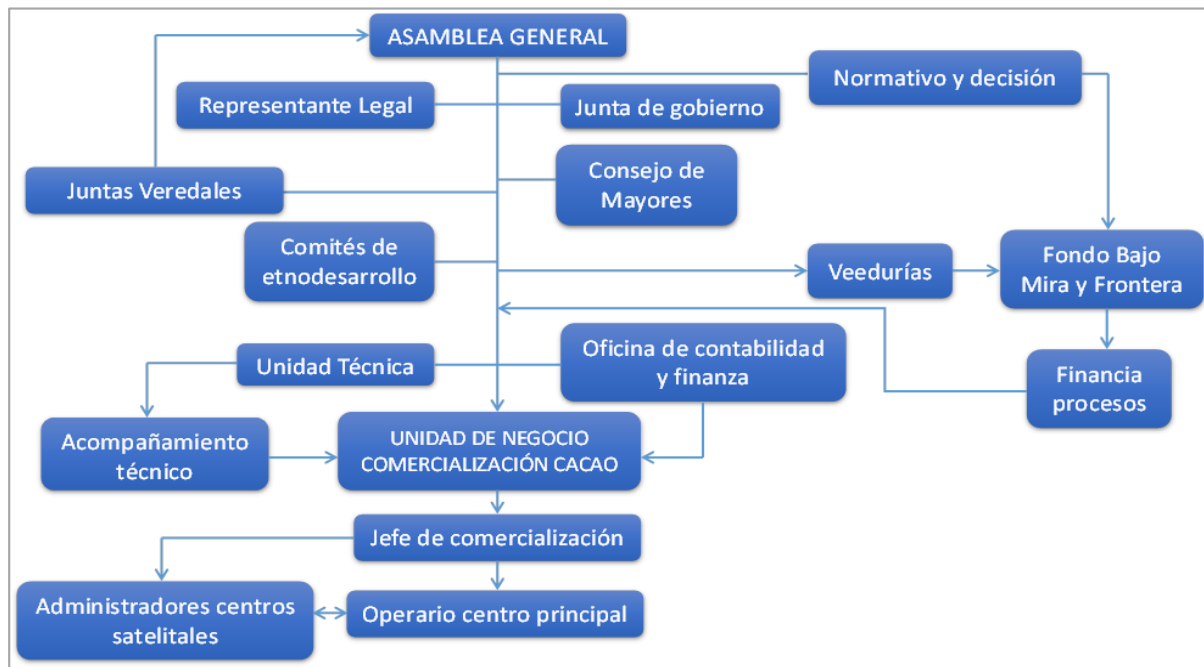 ASAMBLEA GENERAL
Normativo y decisión
Representante Legal
Junta de gobierno
Juntas Veredales
Consejo de
Mayores
Comités de
etnodesarrollo
Veedurías
Fondo Bajo
Mira y Frontera
Unidad Técnica
Oficina de contabilidad
y finanza
Financia
procesos
Acompañamiento
técnico
UNIDAD DE NEGOCIO
COMERCIALIZACIÓN CACAO
Jefe de comercialización
Administradores centros
satelitales
Operario centro principal